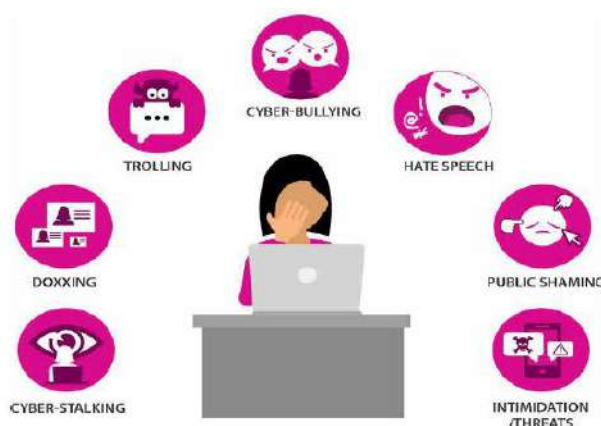 CYBER-BULLYING
TROLLING
HATE SPEECH
DOXXING
PUBLIC SHAMING
CYBER-STALKING
INTIMIDATION
/THREATS